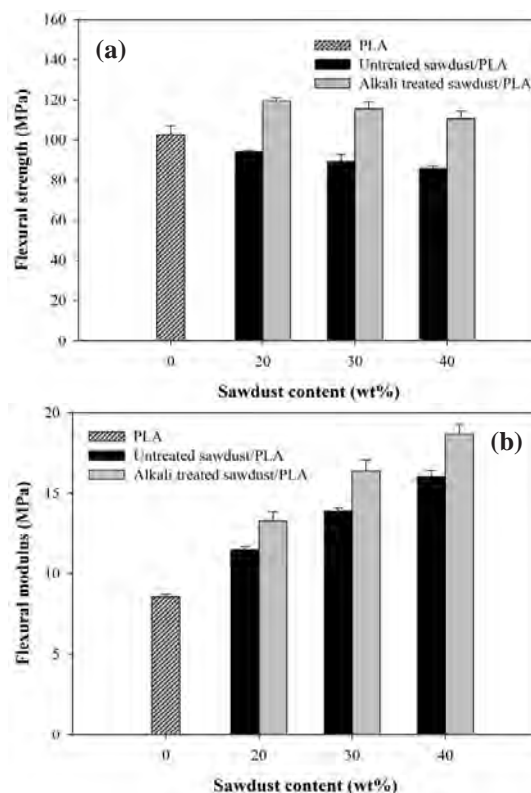 160
(a)
PLA
140
Untreated sawdust/PLA
Alkali treated sawdust/PLA
120
100
80
60
40
20
0
Flexural strength (MPa)
0 20 30 40
Sawdust content (wt%)
20
PLA
(b)
Untreated sawdust/PLA
Alkali treated sawdust/PLA
15
10
5
0
Flexural modulus (MPa)
0 20 30 40
Sawdust content (wt%)